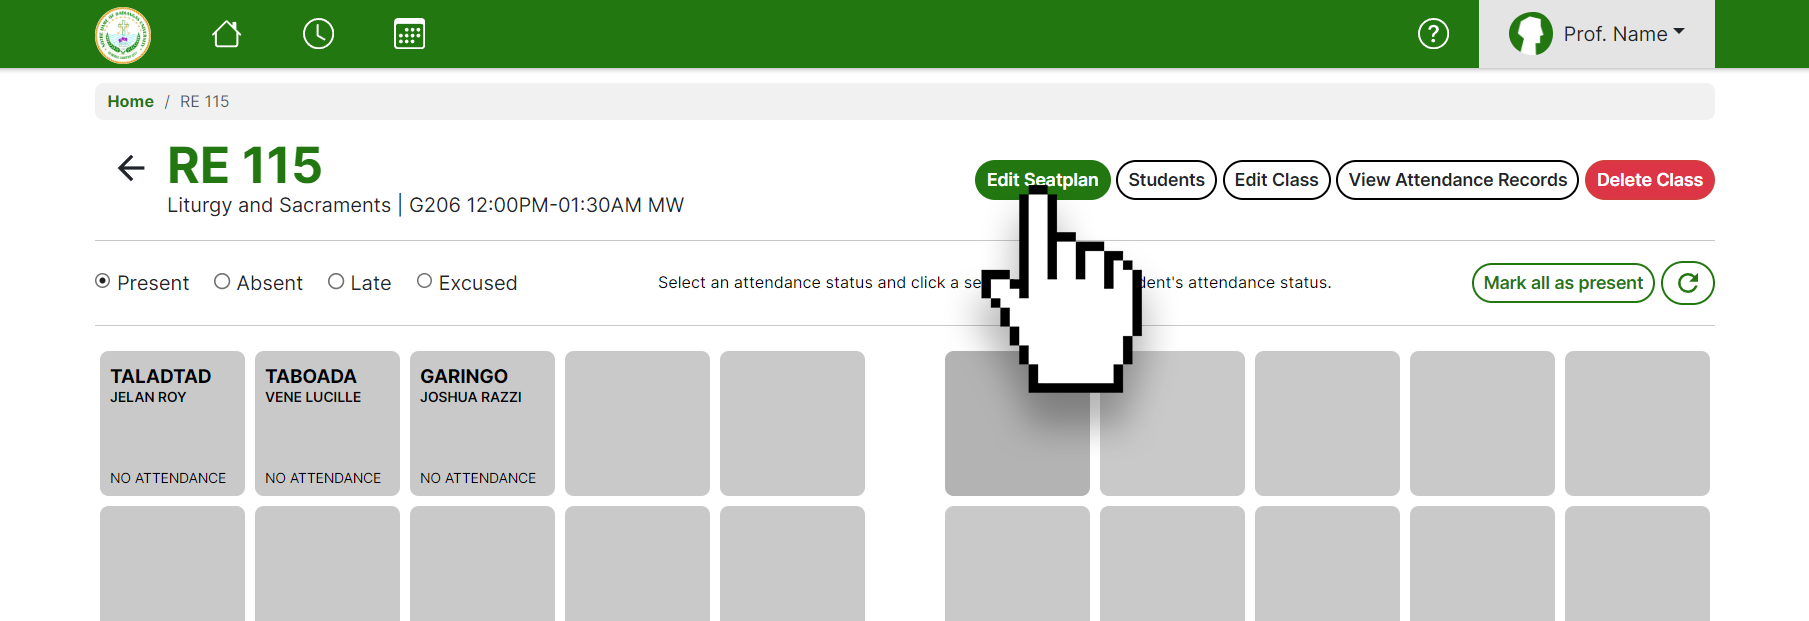 Prof. Name
Home / RE 115
RE 115
Liturgy and Sacraments | G206 12:00PM-01:30AM MW
Edit Seatplan
Students
Edit Class
View Attendance Records
Delete Class
Present
Absent
Late
Excused
Select an attendance status and click a attendance status.
Mark all as present
TALADTAD
JELAN ROY
NO ATTENDANCE
TABOADA
VENE LUCILLE
NO ATTENDANCE
GARINGO
JOSHUA RAZZI
NO ATTENDANCE